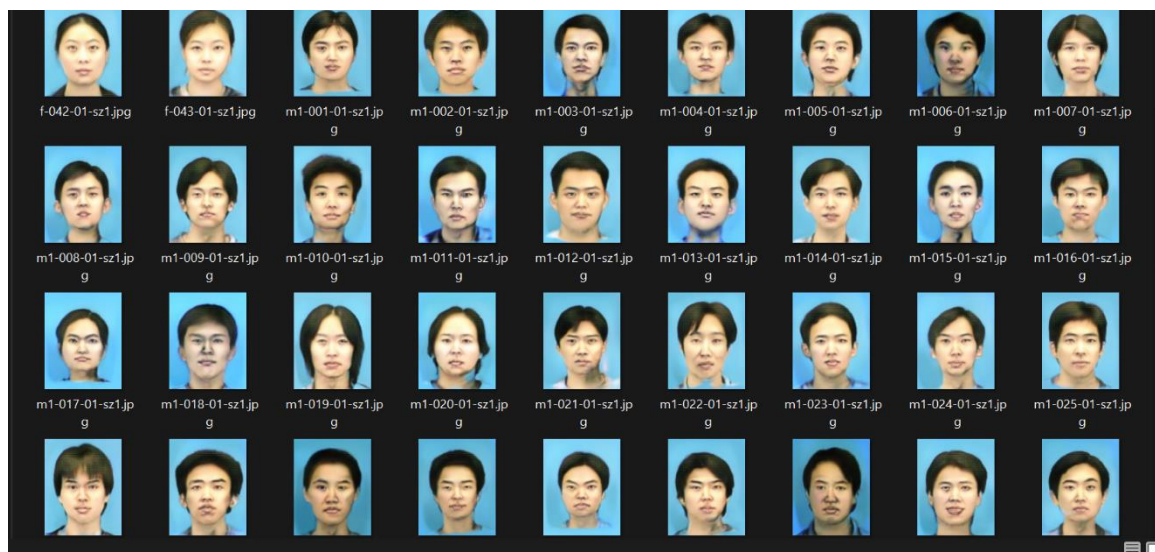 f-042-01-sz1.jpg f-043-01-sz1.jpg m1-001-01-sz1.jp m1-002-01-sz1.jp m1-003-01-sz1.jp m1-004-01-sz1.jp m1-005-01-sz1.jp m1-006-01-sz1.jp m1-007-01-sz1.jp
g g g g g g g
m1-008-01-sz1.jp m1-009-01-sz1.jp m1-010-01-sz1.jp m1-011-01-sz1.jp m1-012-01-sz1.jp m1-013-01-sz1.jp m1-014-01-sz1.jp m1-015-01-sz1.jp m1-016-01-sz1.jp
g g g g g g g g g
m1-017-01-sz1.jp m1-018-01-sz1.jp m1-019-01-sz1.jp m1-020-01-sz1.jp m1-021-01-sz1.jp m1-022-01-sz1.jp m1-023-01-sz1.jp m1-024-01-sz1.jp m1-025-01-sz1.jp
g g g g g g g g g